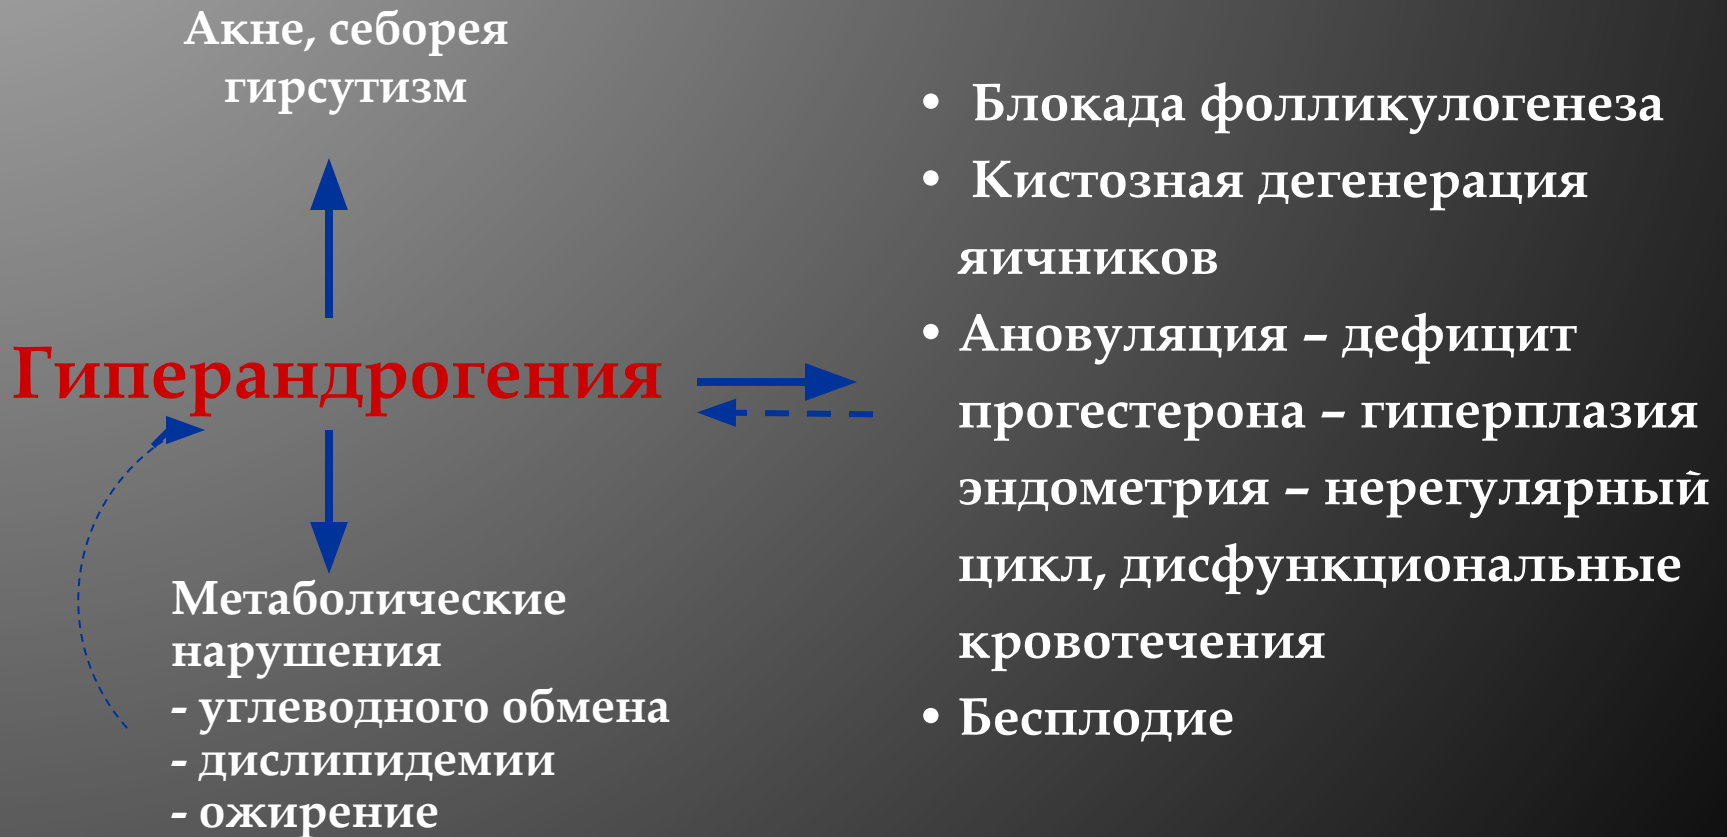 Акне, себорея
гирсутизм
Гиперандрогения
Метаболические
нарушения
- углеводного обмена
- дислипидемии
- ожирение
• Блокада фолликулогенеза
• Кистозная дегенерация
яичников
• Ановуляция – дефицит
прогестерона – гиперплазия
эндометрия – нерегулярный
цикл, дисфункциональные
кровотечения
• Бесплодие